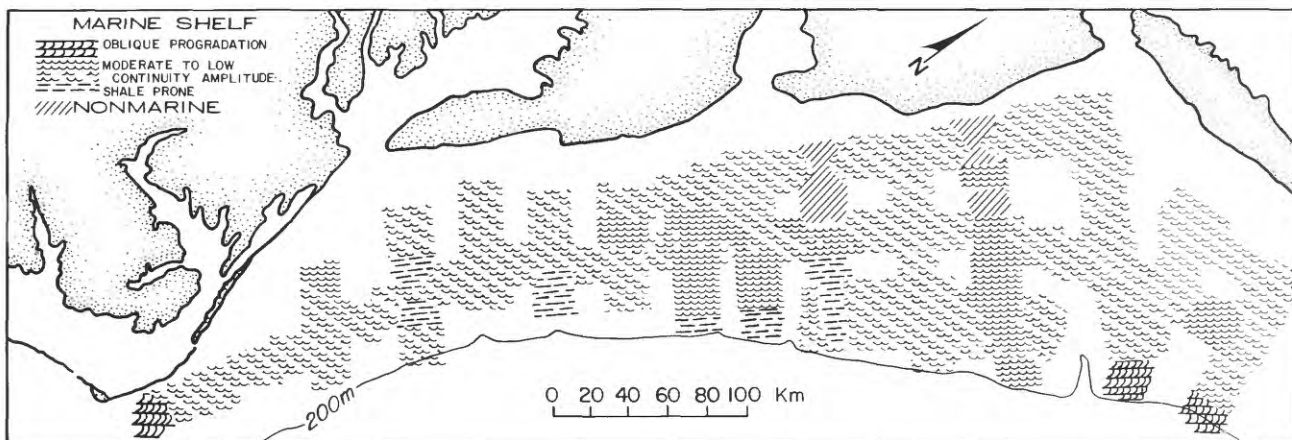 MARINE SHELF
OBLIQUE PROGRADATION
MODERATE TO LOW
CONTINUITY AMPLITUDE
SHALE PRONE
NONMARINE
N
200m
0 20 40 60 80 100 Km